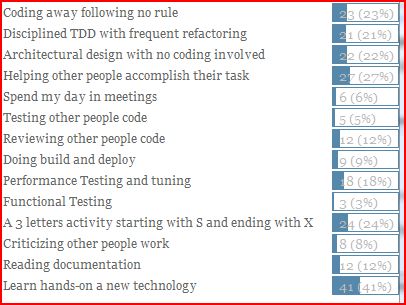 Coding away following no rule 23 (23%)
Disciplined TDD with frequent refactoring 21 (21%)
Architectural design with no coding involved 22 (22%)
Helping other people accomplish their task 27 (27%)
Spend my day in meetings 6 (6%)
Testing other people code 5 (5%)
Reviewing other people code 12 (12%)
Doing build and deploy 9 (9%)
Performance Testing and tuning 18 (18%)
Functional Testing 3 (3%)
A 3 letters activity starting with S and ending with X 24 (24%)
Criticizing other people work 8 (8%)
Reading documentation 12 (12%)
Learn hands-on a new technology 41 (41%)